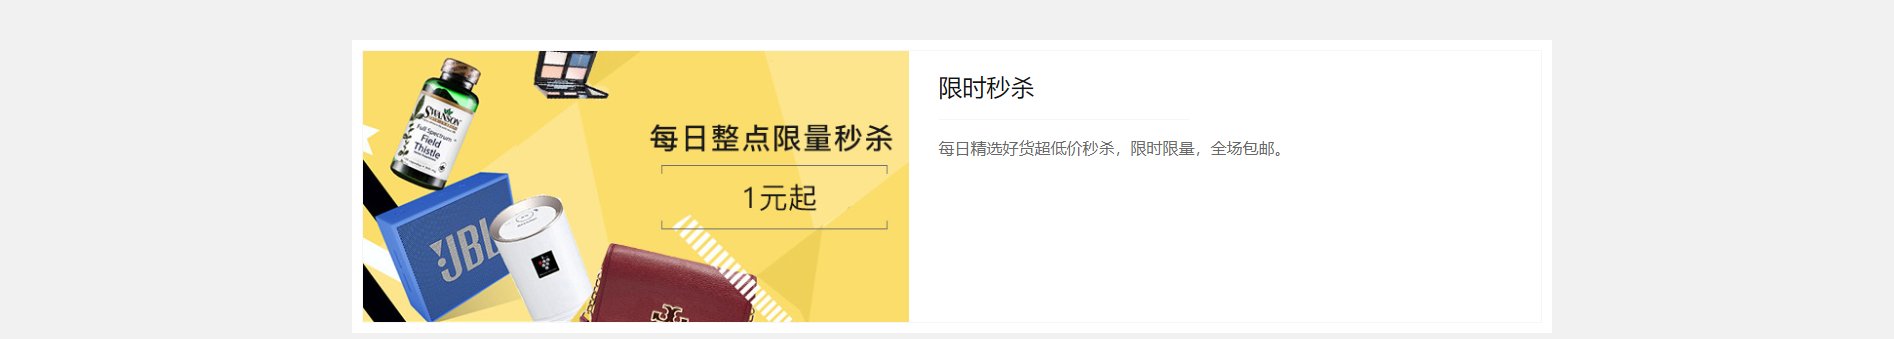 SWANSON
Full Spectrum
Field
Thistle
JBL
每日整点限量秒杀
1元起
限时秒杀
每日精选好货超低价秒杀，限时限量，全场包邮。